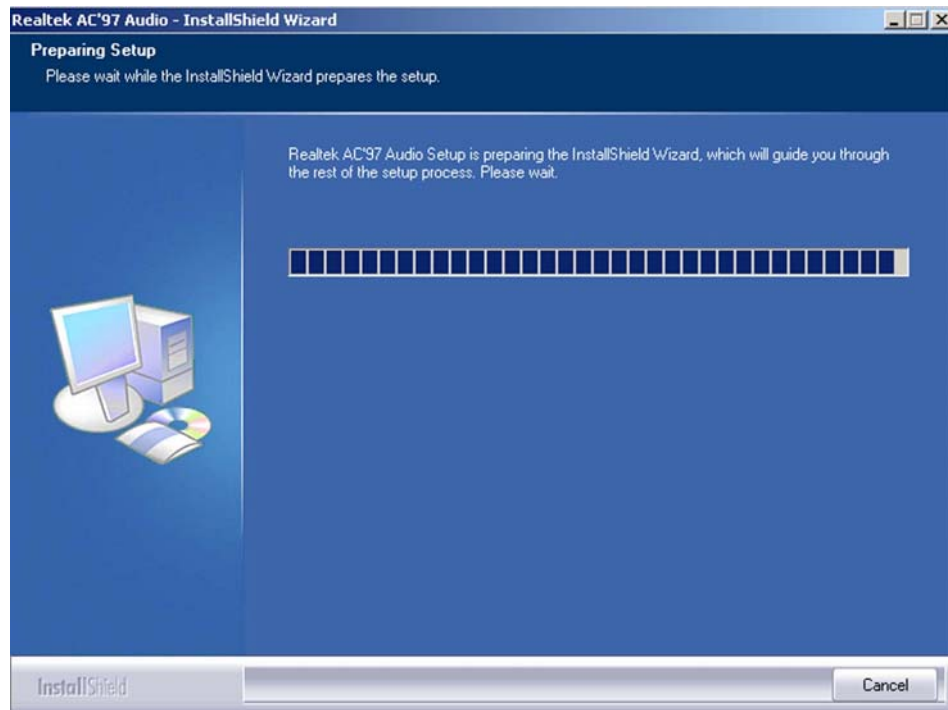 Realtek AC'97 Audio - InstallShield Wizard
Preparing Setup
Please wait while the InstallShield Wizard prepares the setup.
Realtek AC'97 Audio Setup is preparing the InstallShield Wizard, which will guide you through
the rest of the setup process. Please wait.
InstallShield
Cancel